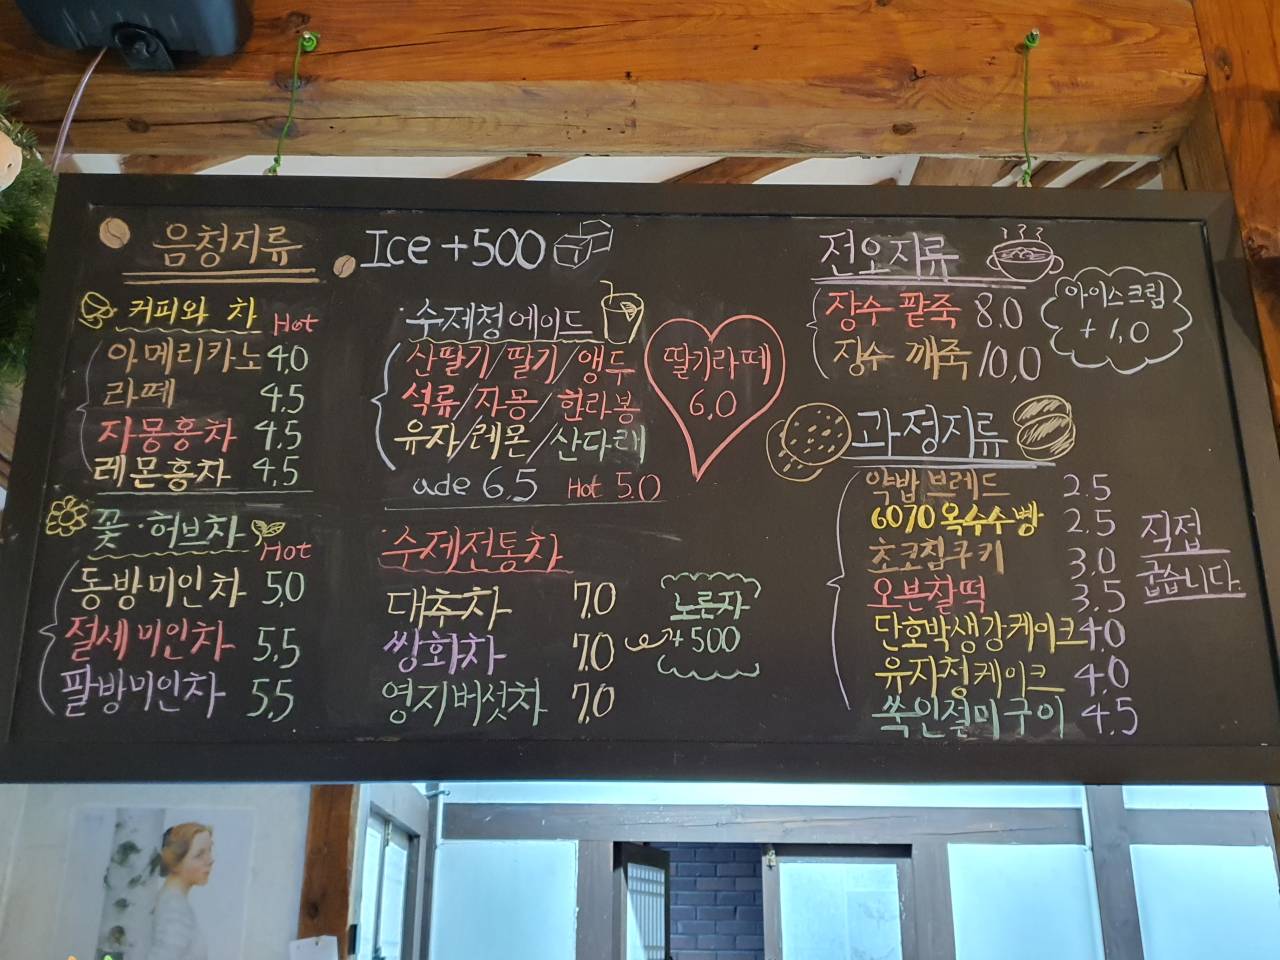 음청지류
Ice +500
커피와 차 Hot
아메리카노 4.0
라떼 4.5
자몽홍차 4.5
레몬홍차 4.5
꽃·허브차 Hot
동방미인차 5.0
절세미인차 5.5
팔방미인차 5.5
수제청에이드
산딸기/딸기/앵두
석류/자몽/한라봉
유자/레몬/산다래
ade 6.5 Hot 5.0
딸기라떼
6.0
수제전통차
대추차 7.0
쌍화차 7.0
영지버섯차 7.0
노른자
+500
전오지류
장수 팥죽 8.0
장수 깨죽 10.0
아이스크림
+1.0
과정지류
약밥 브레드 2.5
6070옥수수빵 2.5
초코칩쿠키 3.0
오븐찰떡 3.5
단호박생강케이크 4.0
유자청케이크 4.0
쑥인절미구이 4.5
직접
굽습니다.